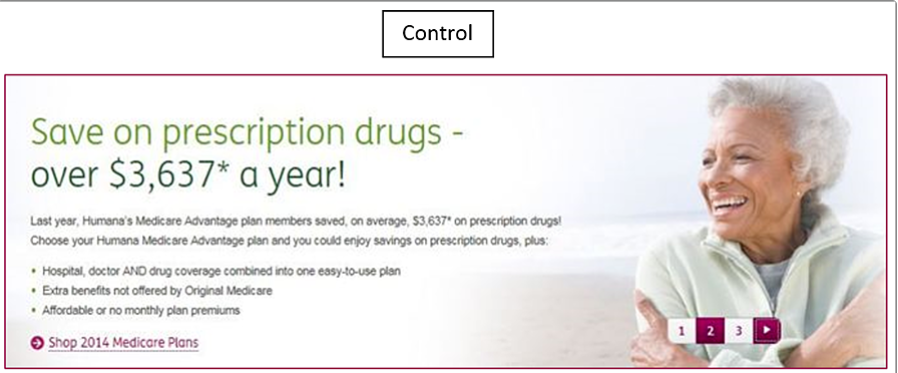 Control
Save on prescription drugs -
over $3,637* a year!
Last year, Humana's Medicare Advantage plan members saved, on average, $3,637* on prescription drugs!
Choose your Humana Medicare Advantage plan and you could enjoy savings on prescription drugs, plus:
• Hospital, doctor AND drug coverage combined into one easy-to-use plan
• Extra benefits not offered by Original Medicare
• Affordable or no monthly plan premiums
Shop 2014 Medicare Plans
1 2 3